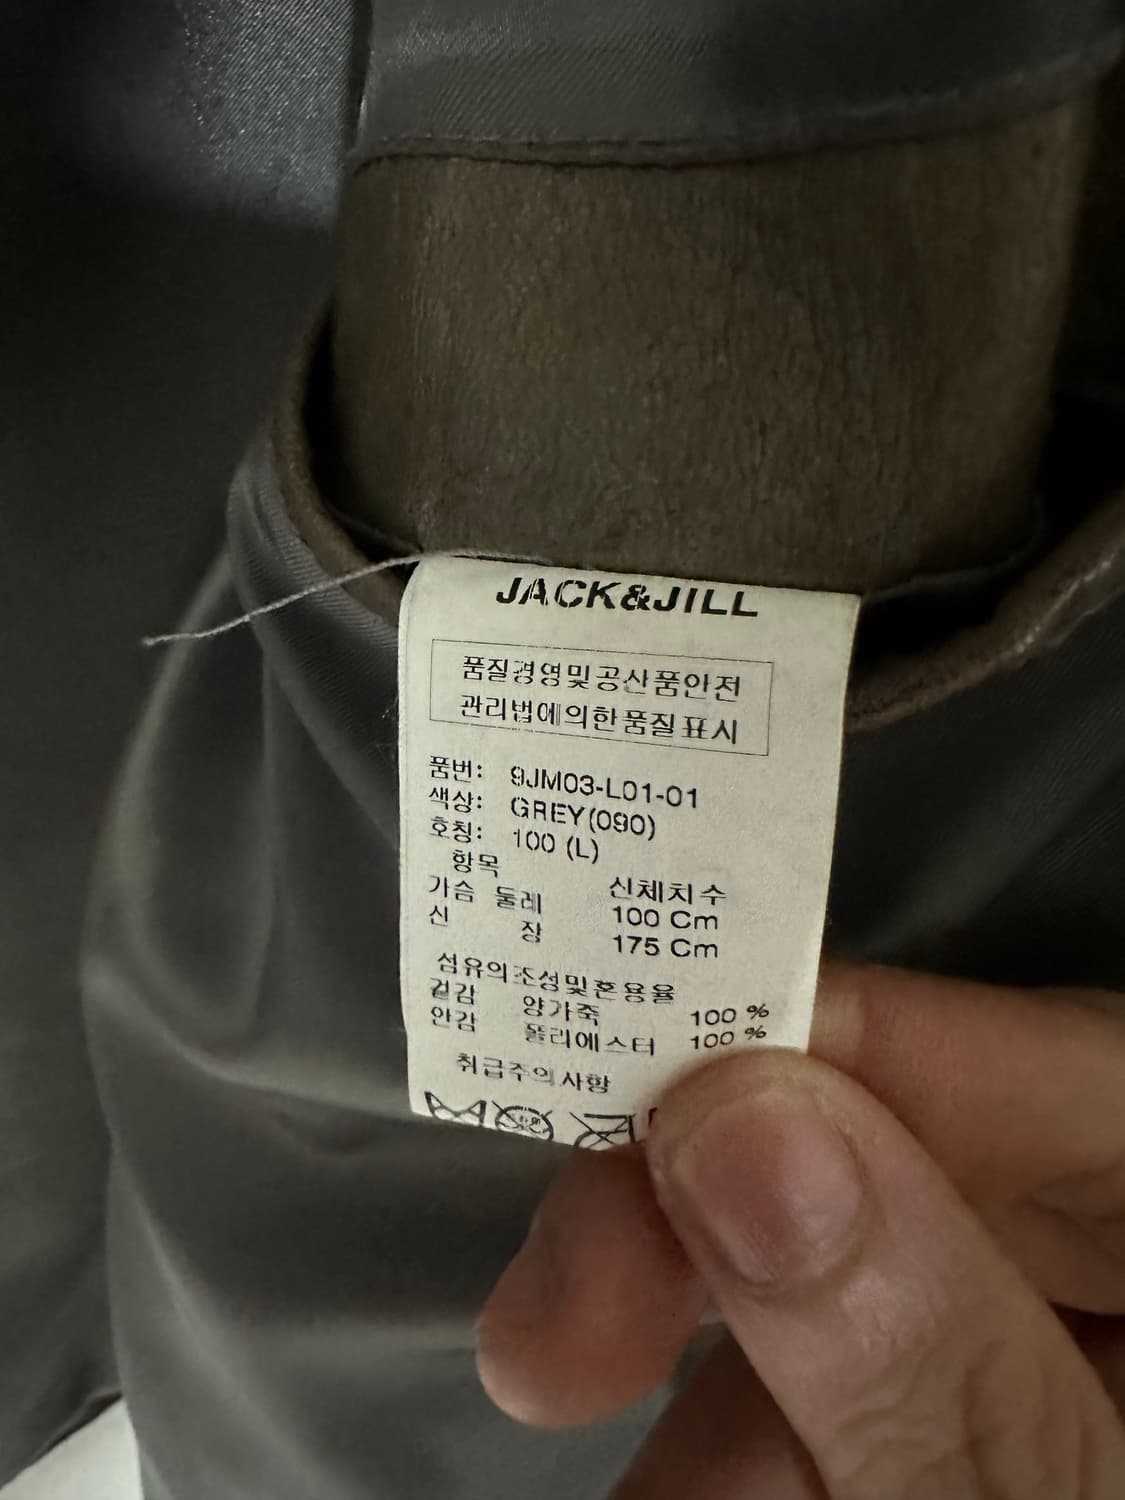 JACK&JILL
품질경영및공산품안전
관리법에의한품질표시
품번: 9JM03-L01-01
색상: GREY(090)
호칭: 100 (L)
항목 신체치수
가슴 둘레 100 Cm
신 장 175 Cm
섬유의조성및혼용율
겉감 양가죽 100 %
안감 폴리에스터 100 %
취급주의사항